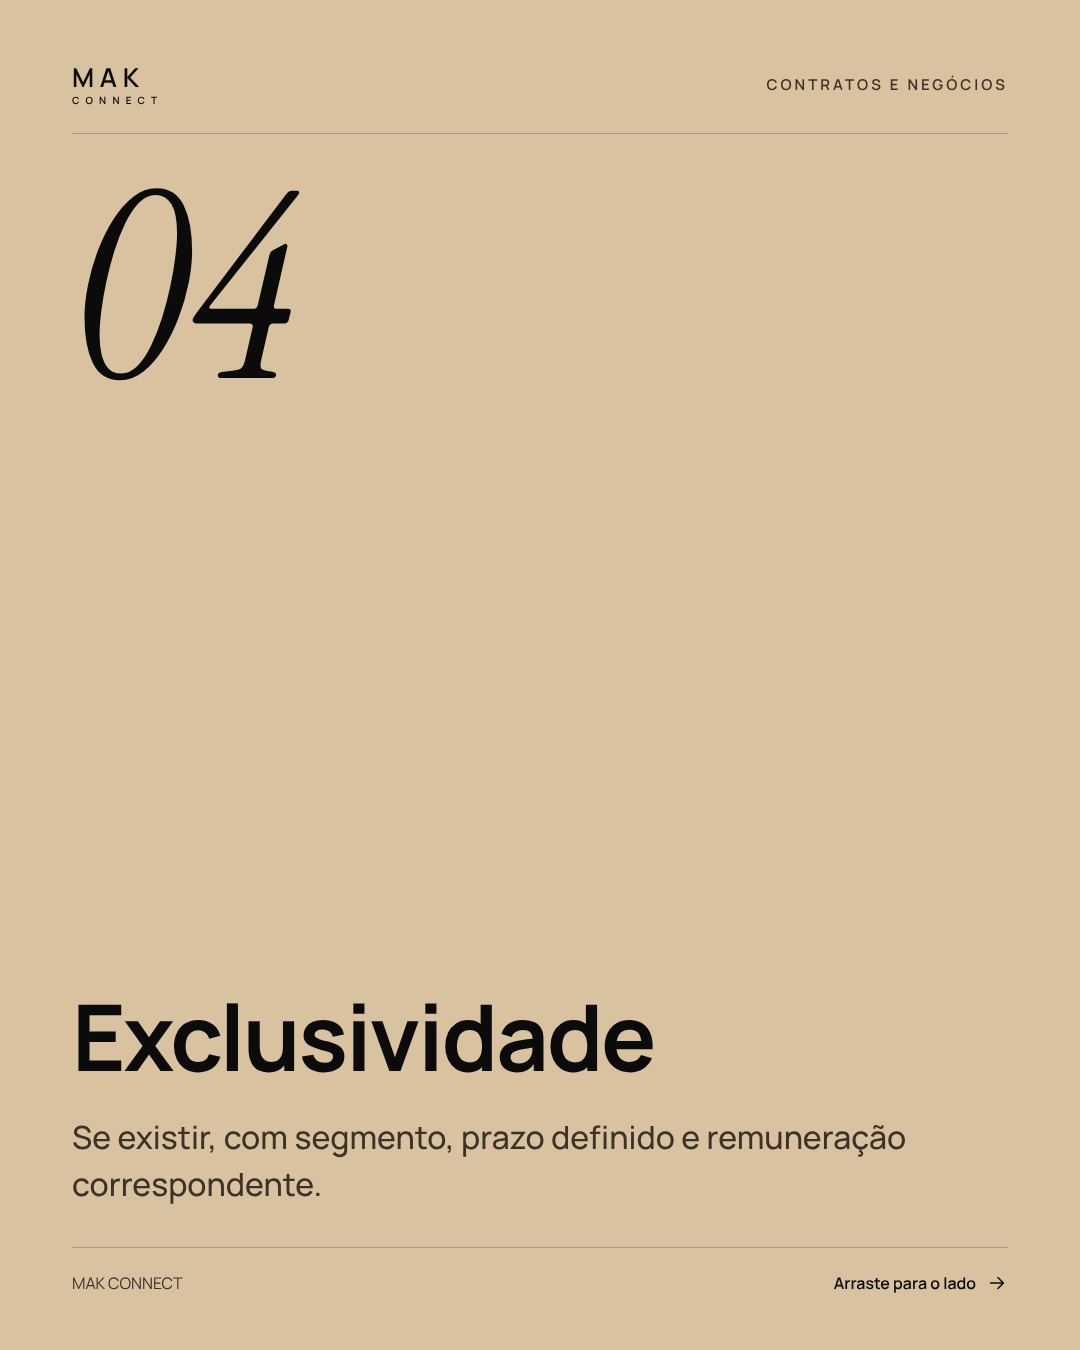 MAK
CONNECT
CONTRATOS E NEGÓCIOS
04
Exclusividade
Se existir, com segmento, prazo definido e remuneração
correspondente.
MAK CONNECT
Arraste para o lado →